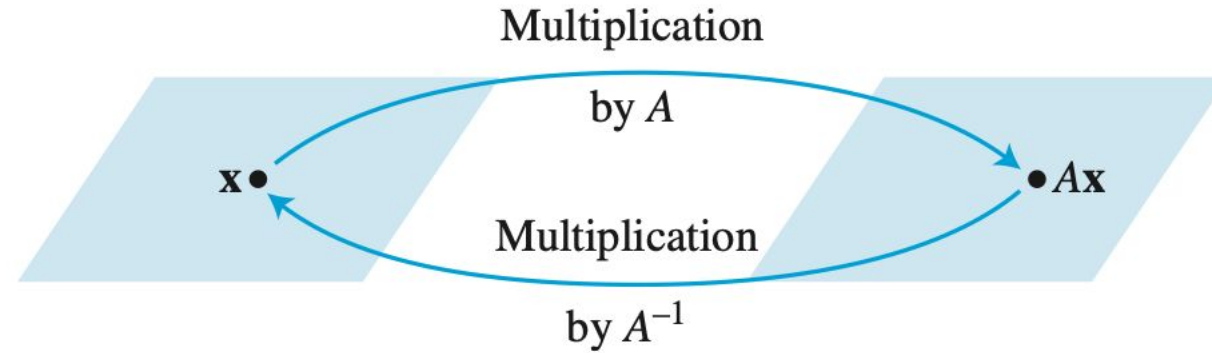 Multiplication
by A
x
Ax
Multiplication
by A⁻¹